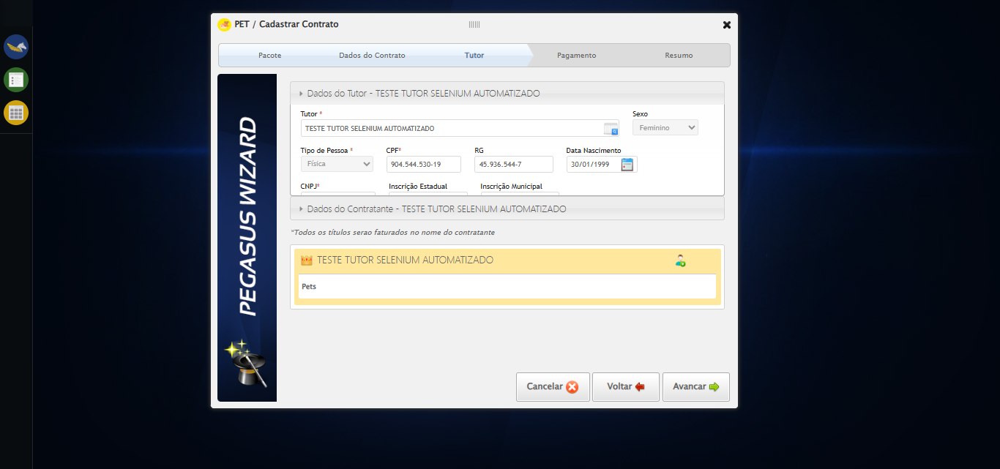 PET / Cadastrar Contrato
Pacote Dados do Contrato Tutor Pagamento Resumo
PEGASUS WIZARD
Dados do Tutor - TESTE TUTOR SELENIUM AUTOMATIZADO
Tutor * Sexo
TESTE TUTOR SELENIUM AUTOMATIZADO Feminino
Tipo de Pessoa * CPF* RG Data Nascimento
Física 904.544.530-19 45.936.544-7 30/01/1999
CNPJ* Inscrição Estadual Inscrição Municipal
Dados do Contratante - TESTE TUTOR SELENIUM AUTOMATIZADO
*Todos os títulos serao faturados no nome do contratante
TESTE TUTOR SELENIUM AUTOMATIZADO
Pets
Cancelar Voltar Avancar